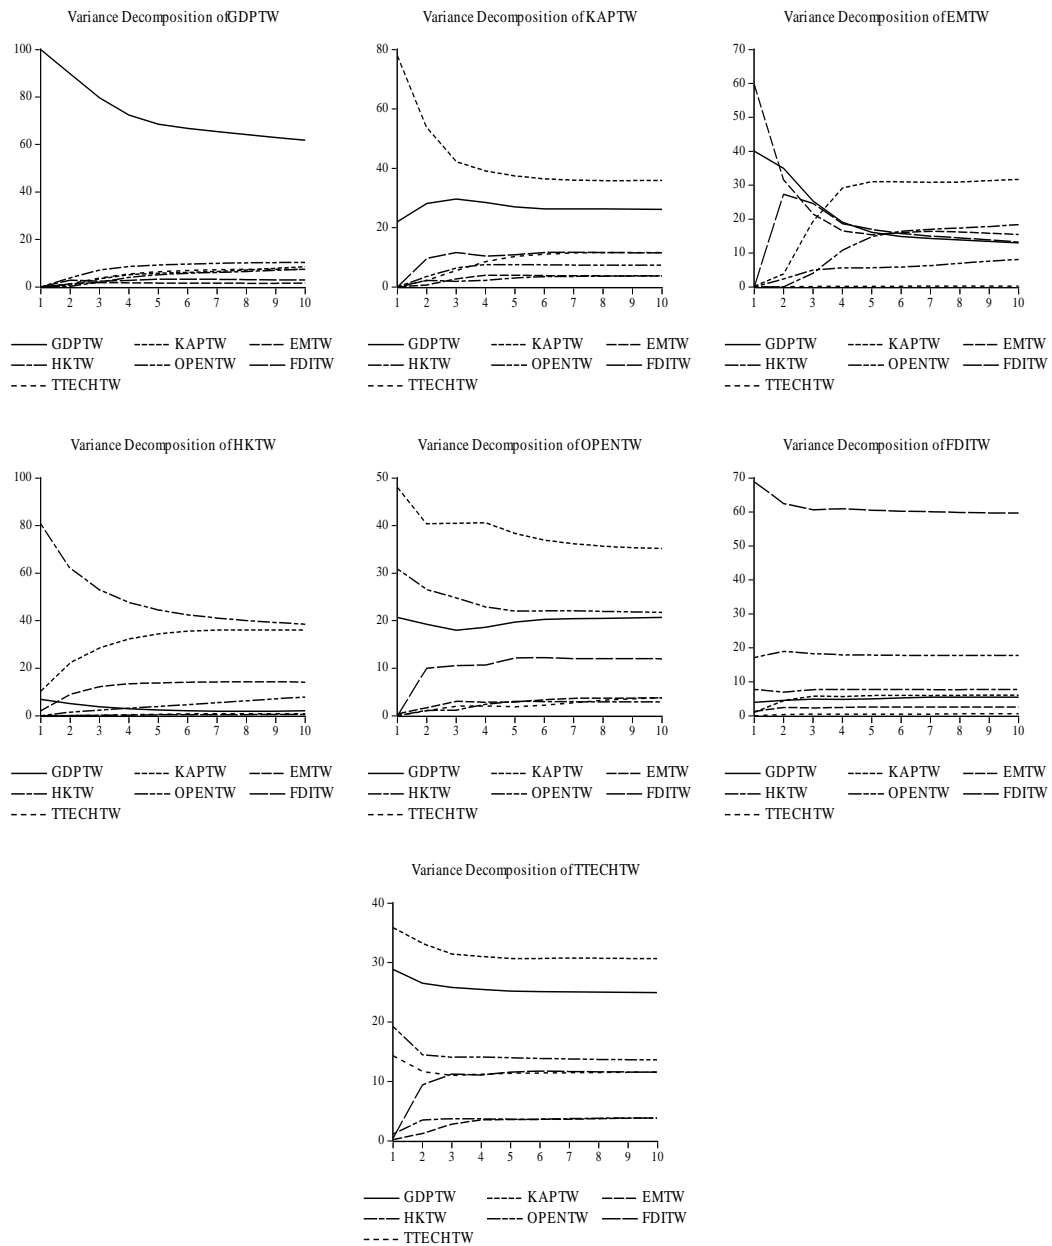 Variance Decomposition of GDPTW
100
80
60
40
20
0
1 2 3 4 5 6 7 8 9 10
GDPTW KAPTW EMTW
HKTW OPENTW FDITW
TTECHTW
Variance Decomposition of KAPTW
80
60
40
20
0
1 2 3 4 5 6 7 8 9 10
GDPTW KAPTW EMTW
HKTW OPENTW FDITW
TTECHTW
Variance Decomposition of EMTW
70
60
50
40
30
20
10
0
1 2 3 4 5 6 7 8 9 10
GDPTW KAPTW EMTW
HKTW OPENTW FDITW
TTECHTW
Variance Decomposition of HKTW
100
80
60
40
20
0
1 2 3 4 5 6 7 8 9 10
GDPTW KAPTW EMTW
HKTW OPENTW FDITW
TTECHTW
Variance Decomposition of OPENTW
50
40
30
20
10
0
1 2 3 4 5 6 7 8 9 10
GDPTW KAPTW EMTW
HKTW OPENTW FDITW
TTECHTW
Variance Decomposition of FDITW
70
60
50
40
30
20
10
0
1 2 3 4 5 6 7 8 9 10
GDPTW KAPTW EMTW
HKTW OPENTW FDITW
TTECHTW
Variance Decomposition of TTECHTW
40
30
20
10
0
1 2 3 4 5 6 7 8 9 10
GDPTW KAPTW EMTW
HKTW OPENTW FDITW
TTECHTW